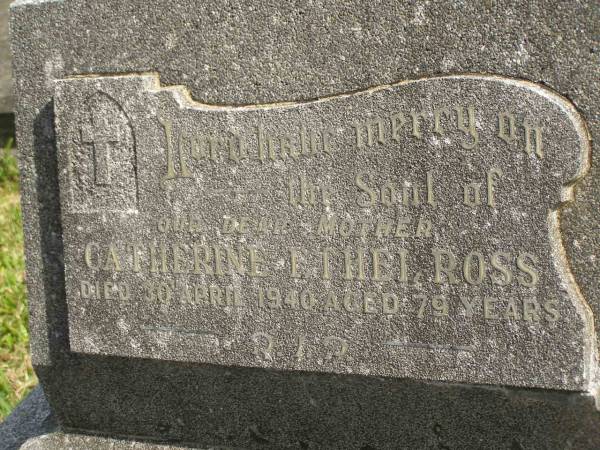 Lord have mercy on
the Soul of
OUR DEAR MOTHER
CATHERINE ETHEL ROSS
DIED 30 APRIL 1940 AGED 79 YEARS
R.I.P.